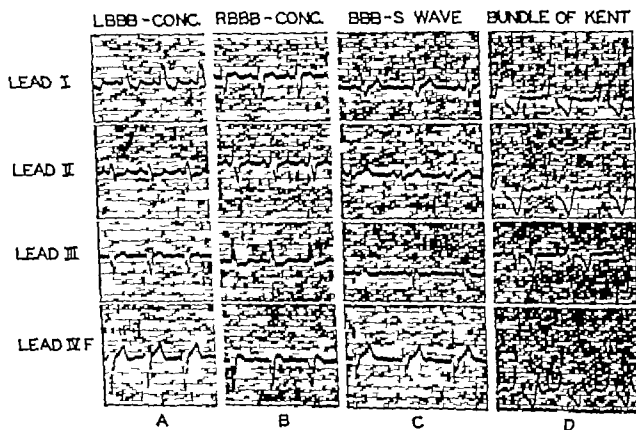 LBBB-CONC. RBBB-CONC. BBB-S WAVE BUNDLE OF KENT
LEAD I
LEAD II
LEAD III
LEAD IV F
A B C D